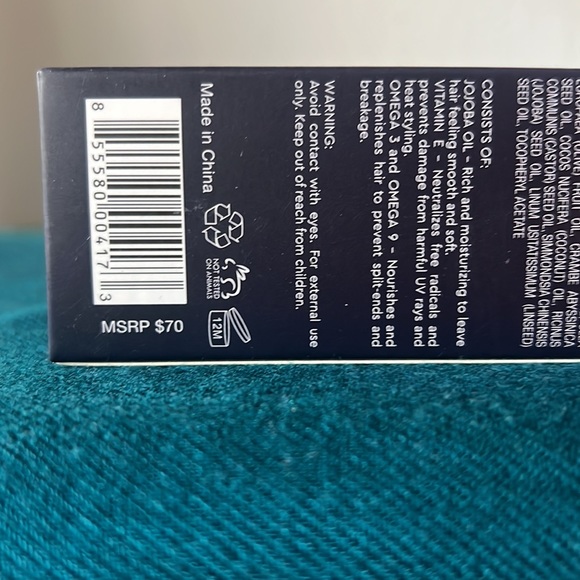 SEED OIL, COCOS NUCIFERA (COCONUT) OIL, RICINUS
COMMUNIS (CASTOR) SEED OIL, SIMMONDSIA CHINENSIS
(JOJOBA) SEED OIL, LINUM USITATISSIMUM (LINSEED)
SEED OIL, TOCOPHERYL ACETATE
CONSISTS OF:
JOJOBA OIL – Rich and moisturizing to leave
hair feeling smooth and soft.
VITAMIN E – Neutralizes free radicals and
prevents damage from harmful UV rays and
heat styling.
OMEGA 3 and OMEGA 9 – Nourishes and
replenishes hair to prevent split-ends and
breakage.
WARNING:
Avoid contact with eyes. For external use
only. Keep out of reach from children.
Made in China
NOT TESTED
ON ANIMALS
12M
8 55580 00417 3
MSRP $70